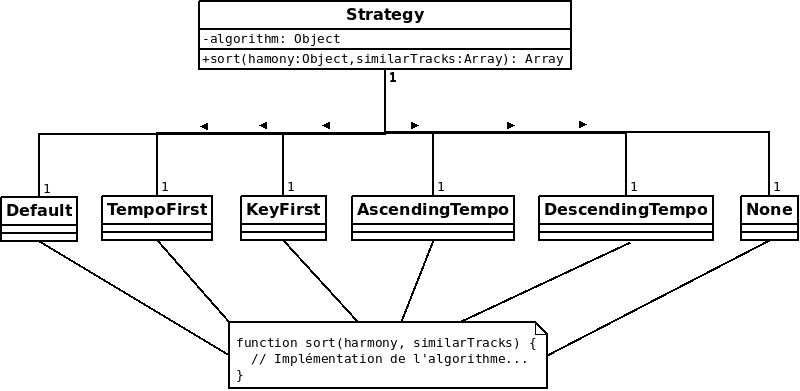 Strategy
-algorithm: Object
+sort(hamony:Object,similarTracks:Array): Array
1
1
1
1
1
1
1
Default
TempoFirst
KeyFirst
AscendingTempo
DescendingTempo
None
function sort(harmony, similarTracks) {
// Implémentation de l'algorithme...
}